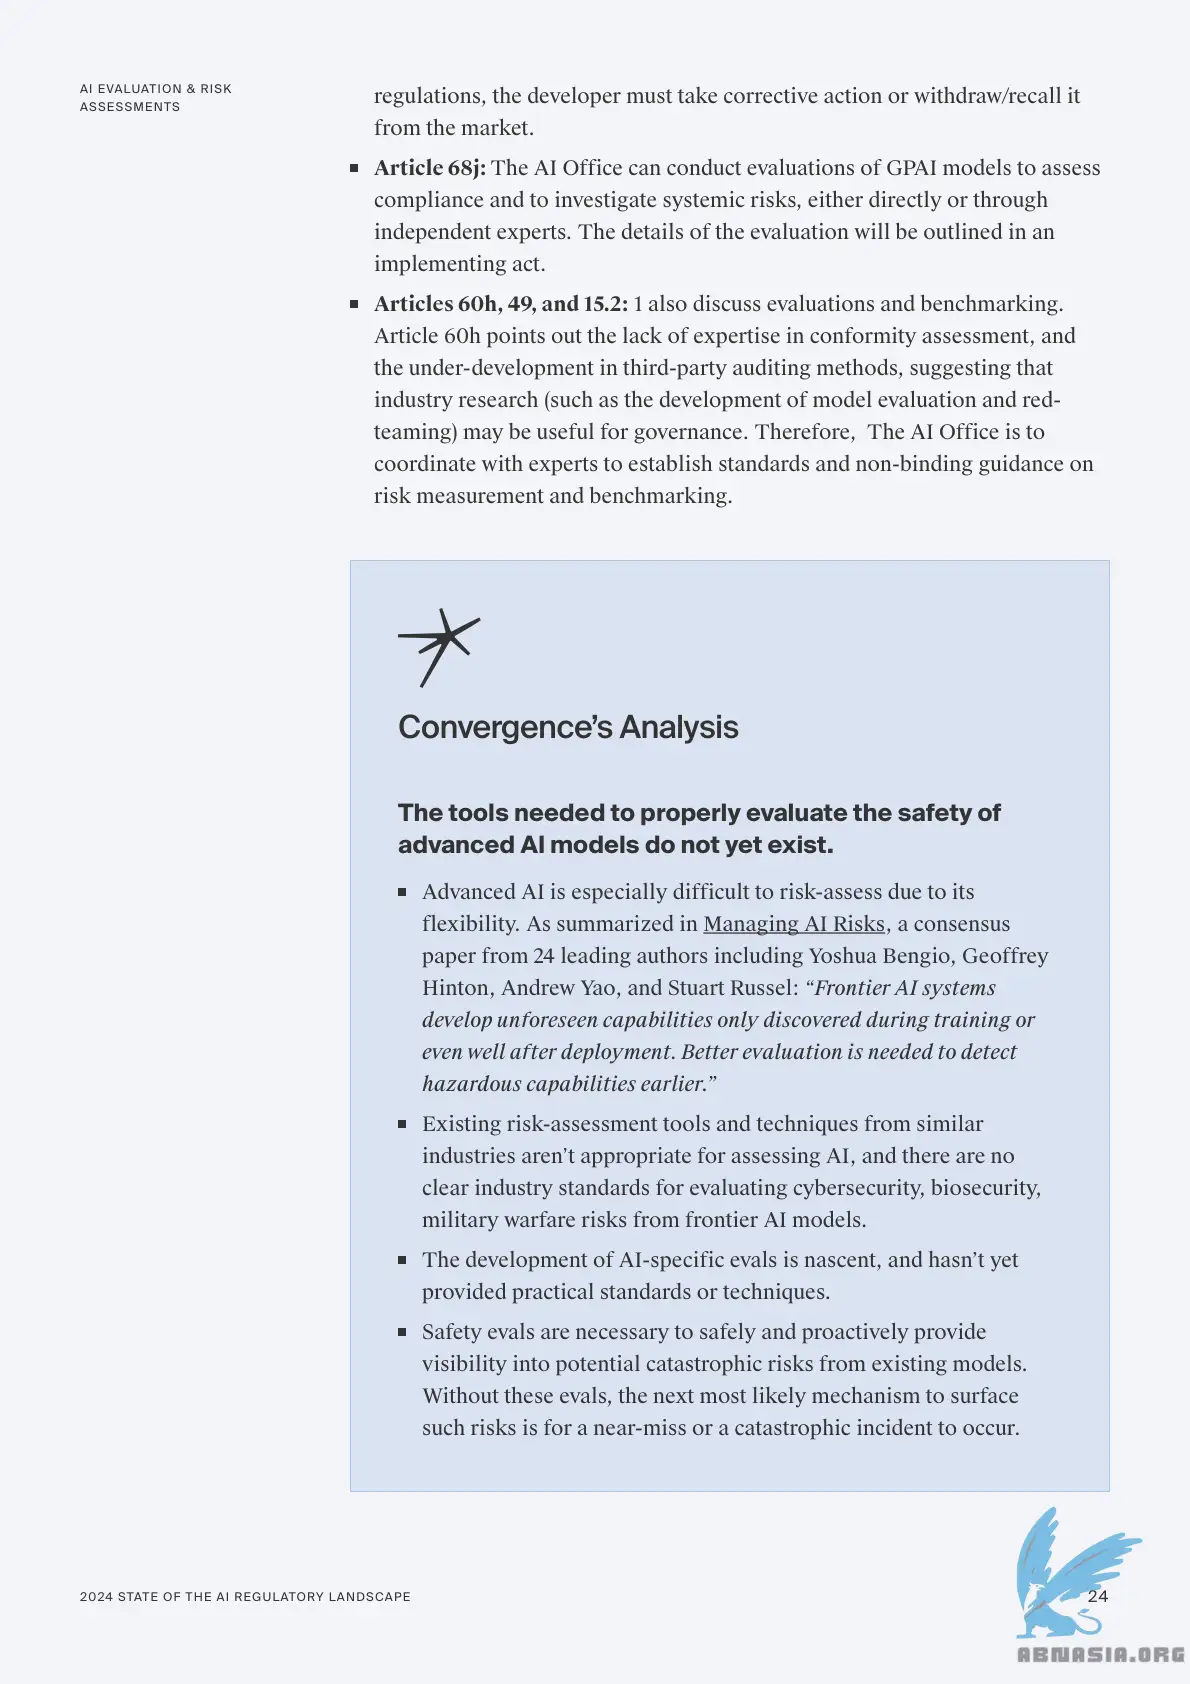 AI EVALUATION & RISK
ASSESSMENTS
regulations, the developer must take corrective action or withdraw/recall it
from the market.
Article 68j: The AI Office can conduct evaluations of GPAI models to assess
compliance and to investigate systemic risks, either directly or through
independent experts. The details of the evaluation will be outlined in an
implementing act.
Articles 60h, 49, and 15.2: 1 also discuss evaluations and benchmarking.
Article 60h points out the lack of expertise in conformity assessment, and
the under-development in third-party auditing methods, suggesting that
industry research (such as the development of model evaluation and red-
teaming) may be useful for governance. Therefore,  The AI Office is to
coordinate with experts to establish standards and non-binding guidance on
risk measurement and benchmarking.
Convergence’s Analysis
The tools needed to properly evaluate the safety of
advanced AI models do not yet exist.
Advanced AI is especially difficult to risk-assess due to its
flexibility. As summarized in Managing AI Risks, a consensus
paper from 24 leading authors including Yoshua Bengio, Geoffrey
Hinton, Andrew Yao, and Stuart Russel: “Frontier AI systems
develop unforeseen capabilities only discovered during training or
even well after deployment. Better evaluation is needed to detect
hazardous capabilities earlier.”
Existing risk-assessment tools and techniques from similar
industries aren’t appropriate for assessing AI, and there are no
clear industry standards for evaluating cybersecurity, biosecurity,
military warfare risks from frontier AI models.
The development of AI-specific evals is nascent, and hasn’t yet
provided practical standards or techniques.
Safety evals are necessary to safely and proactively provide
visibility into potential catastrophic risks from existing models.
Without these evals, the next most likely mechanism to surface
such risks is for a near-miss or a catastrophic incident to occur.
2024 STATE OF THE AI REGULATORY LANDSCAPE
24
ABNASIA.ORG